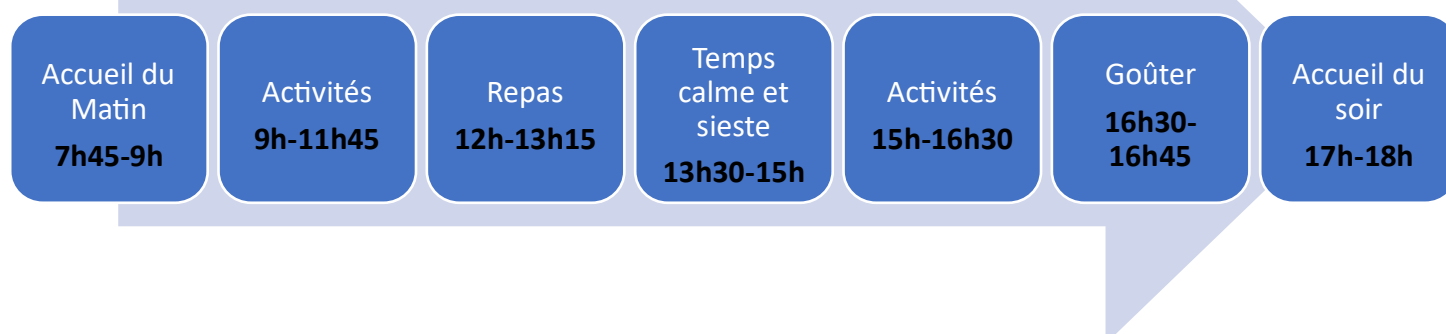 Accueil du
Matin
7h45-9h
Activités
9h-11h45
Repas
12h-13h15
Temps
calme et
sieste
13h30-15h
Activités
15h-16h30
Goûter
16h30-
16h45
Accueil du
soir
17h-18h